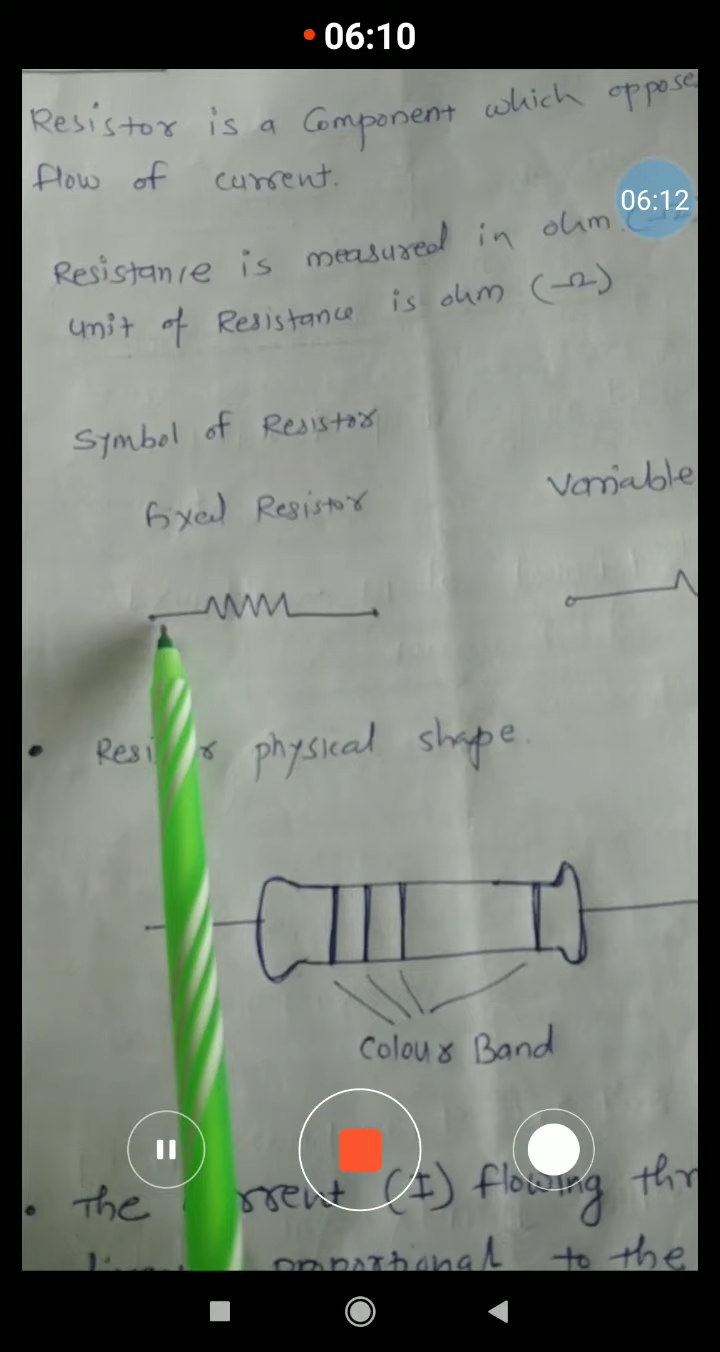 06:10
Resistor is a Component which oppose
flow of current.
06:12
Resistance is measured in ohm.
unit of Resistance is ohm (Ω)
Symbol of Resistor
fixed Resistor
Variable
• physical shape.
Colour Band
• The (I) flowing
proportional to the